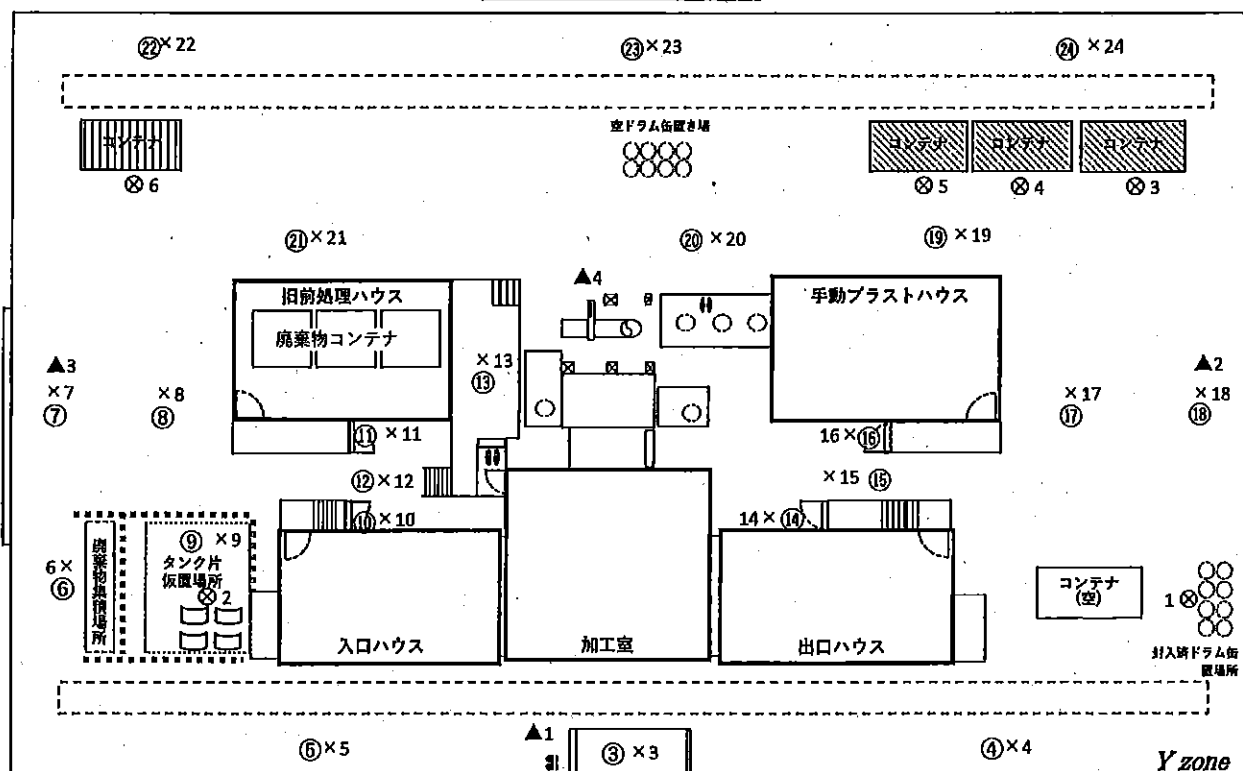 ㉒×22 ㉓×23 ㉔×24
コンテナ
空ドラム缶置き場
コンテナ コンテナ コンテナ
⊗6 ⊗5 ⊗4 ⊗3
㉑×21 ⑳×20 ⑲×19
▲4
旧前処理ハウス
廃棄物コンテナ
手動ブラストハウス
▲3
×7
⑦
×8
⑧
×13
⑬
×17
⑰
▲2
×18
⑱
⑪×11 16×⑯
⑫×12 ×15⑮
⑩×10 14×⑭
6×
⑥
廃棄物集積場所
⑨×9
タンク片
仮置場所
⊗2
入口ハウス
加工室
出口ハウス
コンテナ
(空)
1⊗
封入済ドラム缶
置場所
▲1
⑤×5 ③×3 ④×4
Y zone